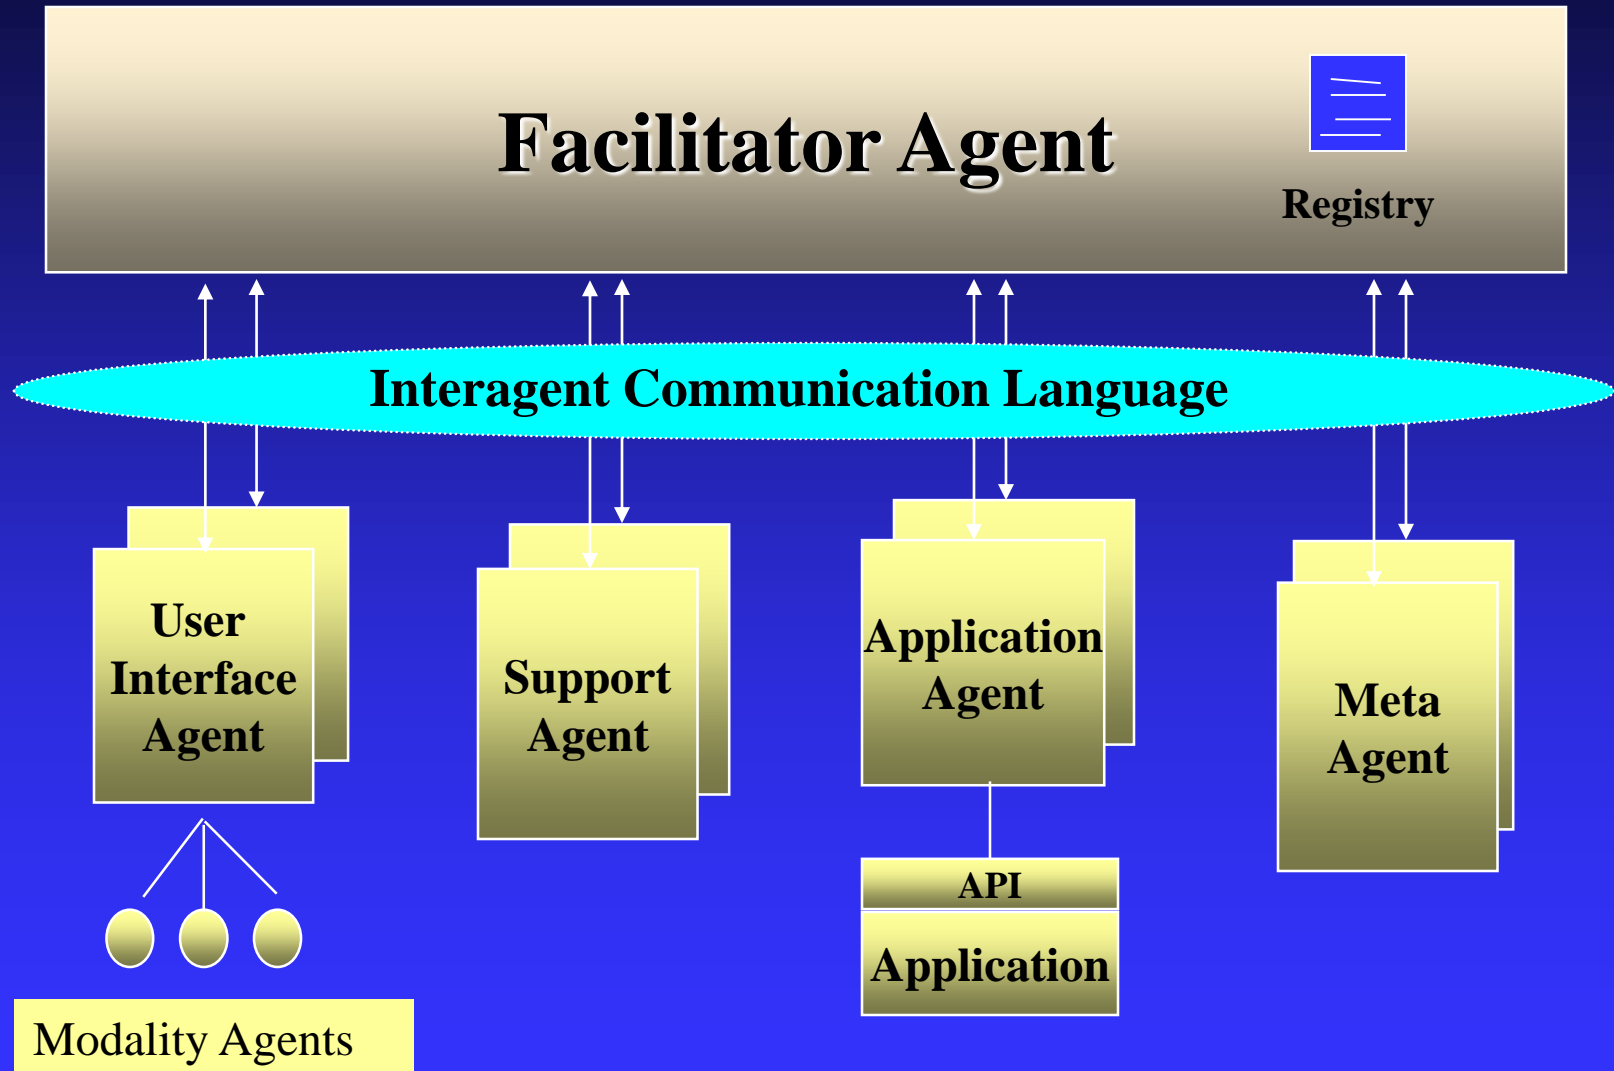 Facilitator Agent
Registry
Interagent Communication Language
User
Interface
Agent
Support
Agent
Application
Agent
Meta
Agent
API
Application
Modality Agents